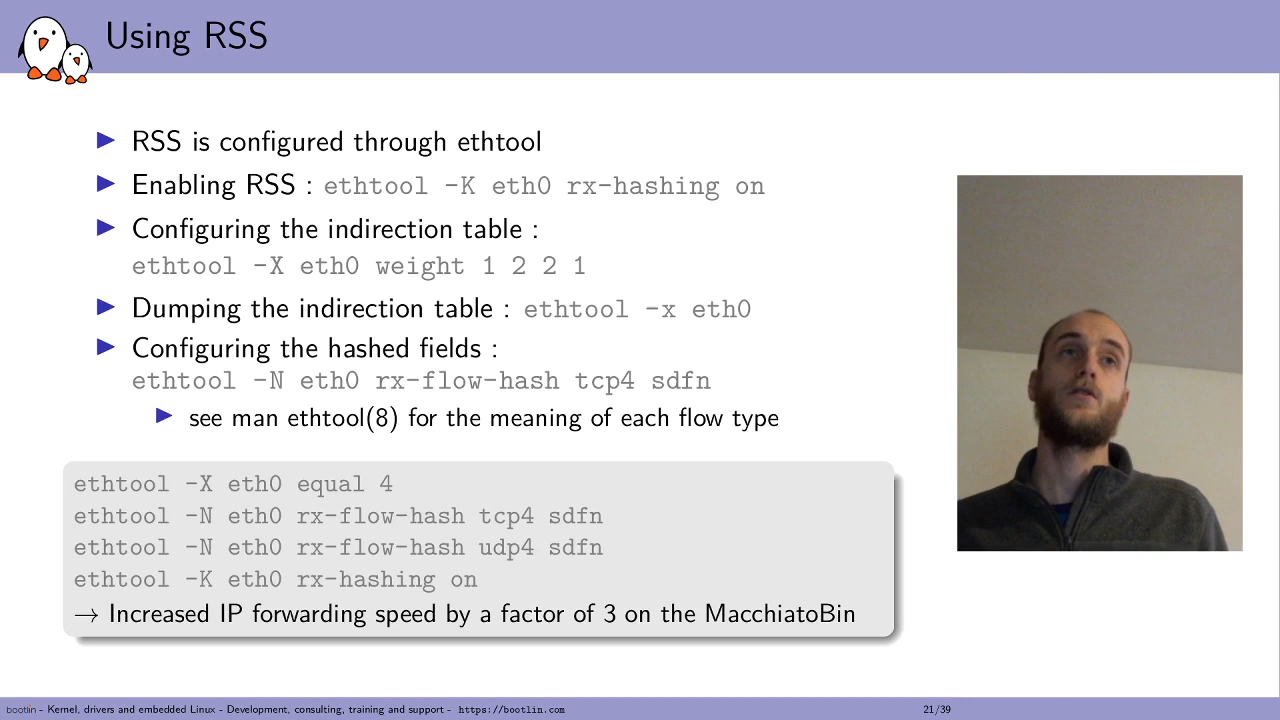 Using RSS
RSS is configured through ethtool
Enabling RSS : ethtool -K eth0 rx-hashing on
Configuring the indirection table :
ethtool -X eth0 weight 1 2 2 1
Dumping the indirection table : ethtool -x eth0
Configuring the hashed fields :
ethtool -N eth0 rx-flow-hash tcp4 sdfn
see man ethtool(8) for the meaning of each flow type
ethtool -X eth0 equal 4
ethtool -N eth0 rx-flow-hash tcp4 sdfn
ethtool -N eth0 rx-flow-hash udp4 sdfn
ethtool -K eth0 rx-hashing on
→ Increased IP forwarding speed by a factor of 3 on the MacchiatoBin
bootlin - Kernel, drivers and embedded Linux - Development, consulting, training and support - https://bootlin.com
21/39